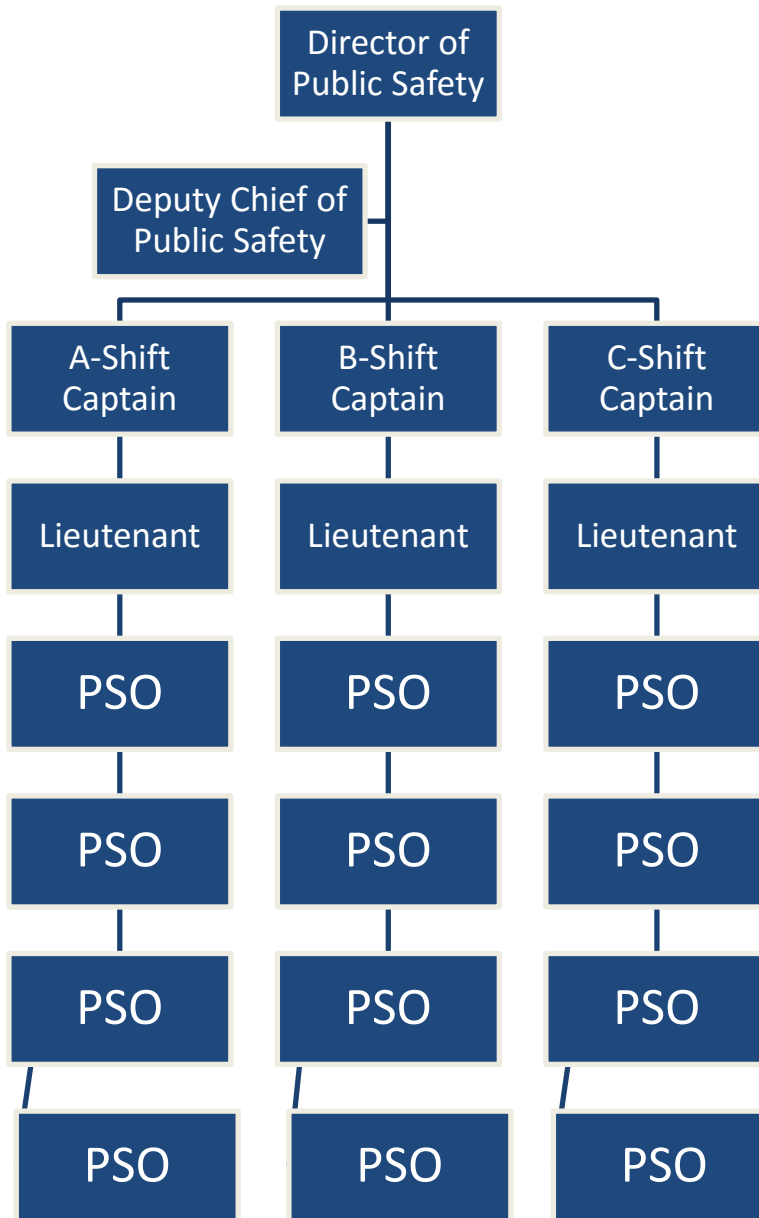 Director of
Public Safety
Deputy Chief of
Public Safety
A-Shift
Captain
B-Shift
Captain
C-Shift
Captain
Lieutenant
Lieutenant
Lieutenant
PSO
PSO
PSO
PSO
PSO
PSO
PSO
PSO
PSO
PSO
PSO
PSO